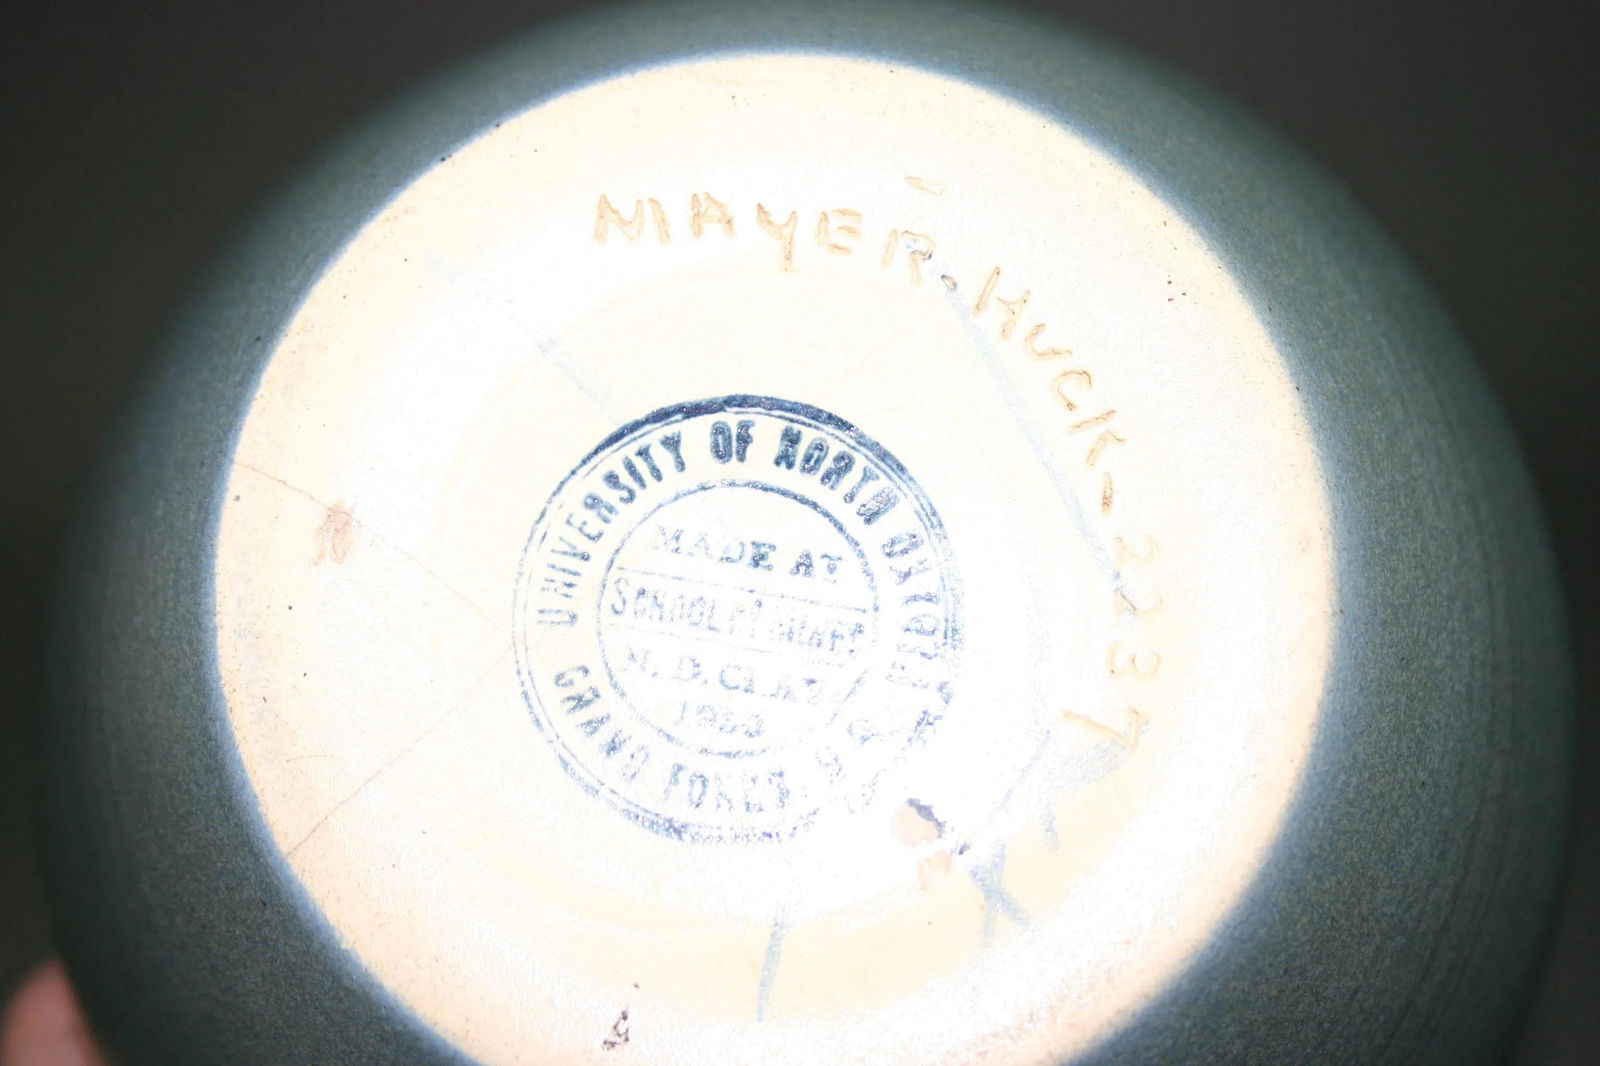 MAYER-HUCK-2237
UNIVERSITY OF NORTH DAKOTA
MADE AT
SCHOOL OF MINES
N.D.CLAY
GRAND FORKS, N.D.